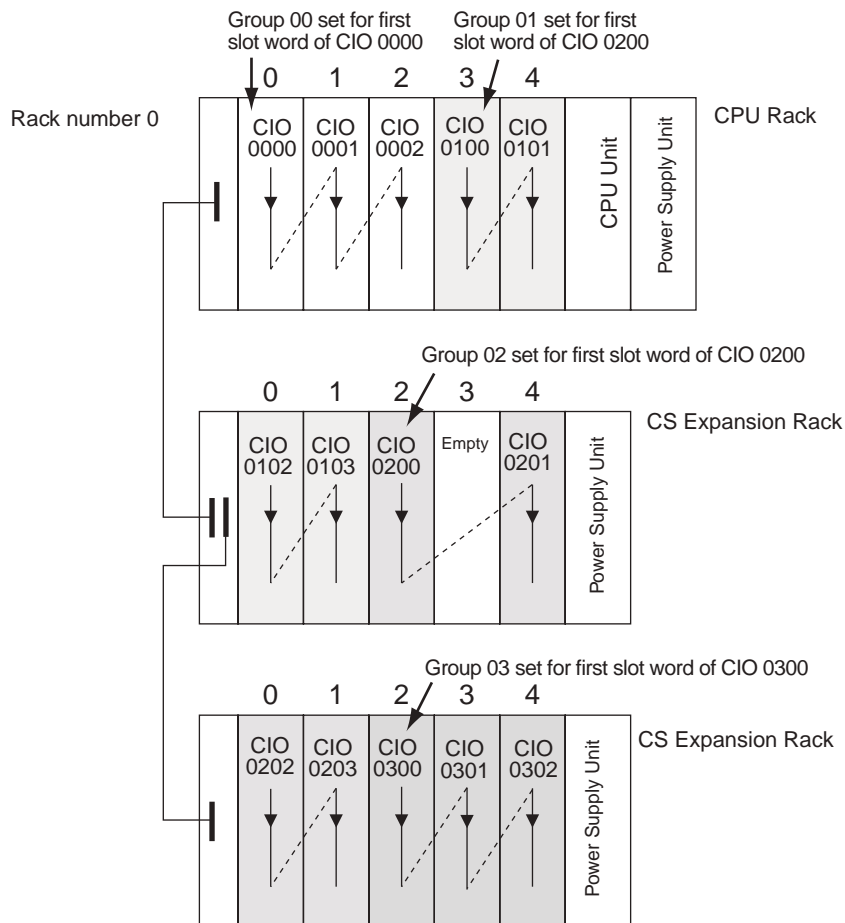 Group 00 set for first
slot word of CIO 0000
Group 01 set for first
slot word of CIO 0200
0 1 2 3 4
Rack number 0
CPU Rack
CIO 0000
CIO 0001
CIO 0002
CIO 0100
CIO 0101
CPU Unit
Power Supply Unit
Group 02 set for first slot word of CIO 0200
0 1 2 3 4
CS Expansion Rack
CIO 0102
CIO 0103
CIO 0200
Empty
CIO 0201
Power Supply Unit
Group 03 set for first slot word of CIO 0300
0 1 2 3 4
CS Expansion Rack
CIO 0202
CIO 0203
CIO 0300
CIO 0301
CIO 0302
Power Supply Unit